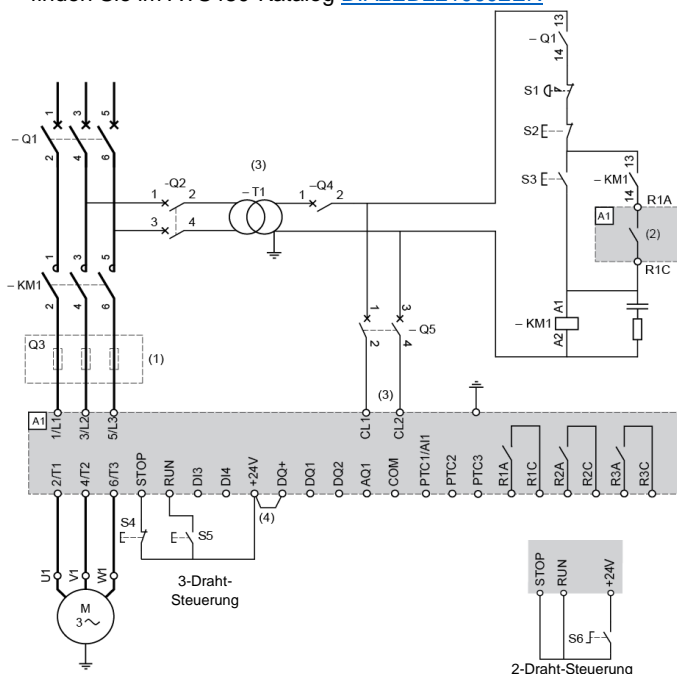 finden Sie im ATS480-Katalog DIA2ED2210602EN
1 3 5
– Q1
2 4 6
-Q2
1 2
3 4
(3)
– T1
–Q4
1 2
13
– Q1
14
S1
S2
S3
13
– KM1
14
R1A
A1
(2)
R1C
1 3 5
– KM1
2 4 6
1 3
– Q5
2 4
A1
– KM1
A2
Q3
(1)
(3)
A1
1/L1 3/L2 5/L3 CL1 CL2
2/T1 4/T2 6/T3 STOP RUN DI3 DI4 +24V DQ+ DQ1 DQ2 AQ1 COM PTC1/AI1 PTC2 PTC3 R1A R1C R2A R2C R3A R3C
S4
S5
(4)
3-Draht-
Steuerung
U1 V1 W1
M
3
STOP RUN +24V
S6
2-Draht-Steuerung